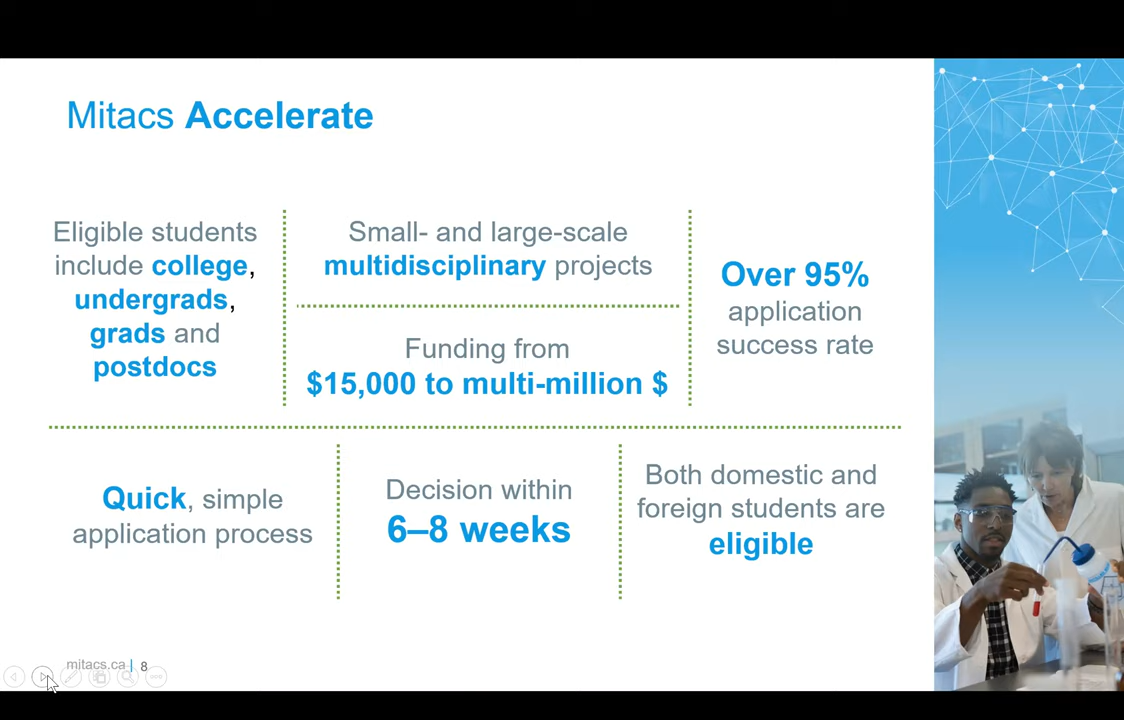 Mitacs Accelerate
Eligible students
include college,
undergrads,
grads and
postdocs
Small- and large-scale
multidisciplinary projects
Funding from
$15,000 to multi-million $
Over 95%
application
success rate
Quick, simple
application process
Decision within
6–8 weeks
Both domestic and
foreign students are
eligible
mitacs.ca | 8